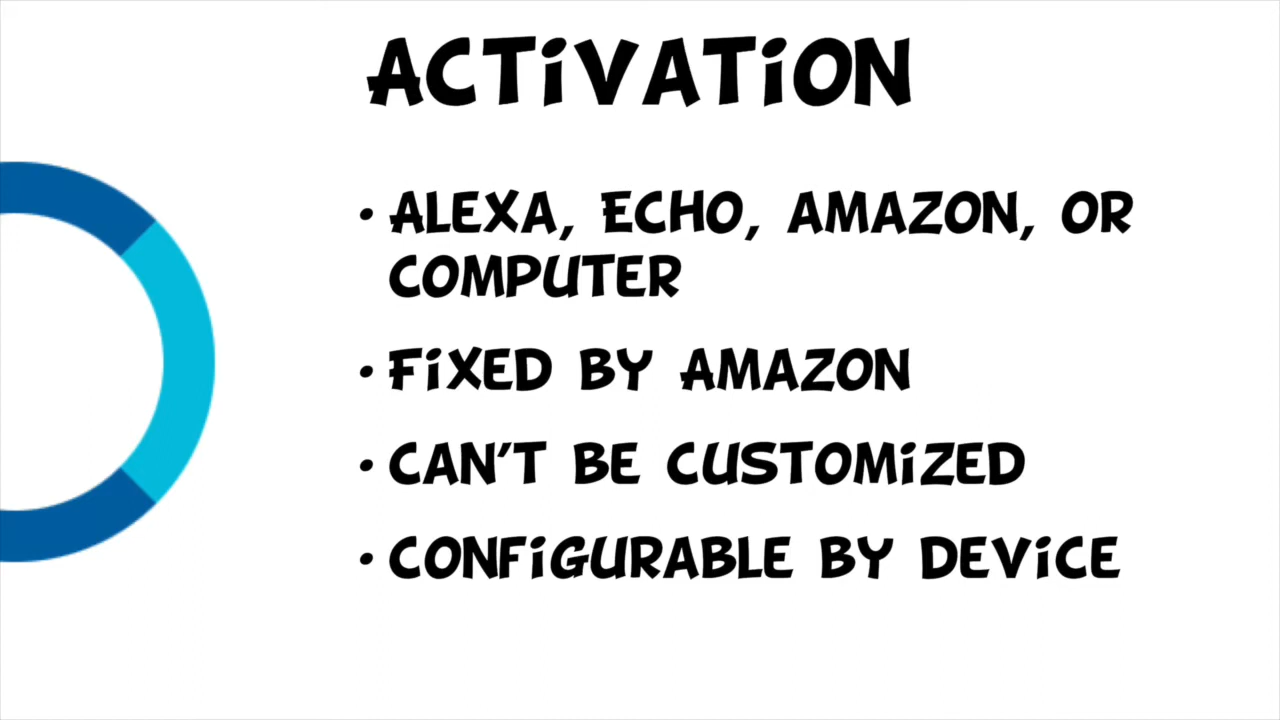 ACTiVATiON
• ALEXA, ECHO, AMAZON, OR
COMPUTER
• FiXED BY AMAZON
• CAN'T BE CUSTOMiZED
• CONFiGURABLE BY DEViCE